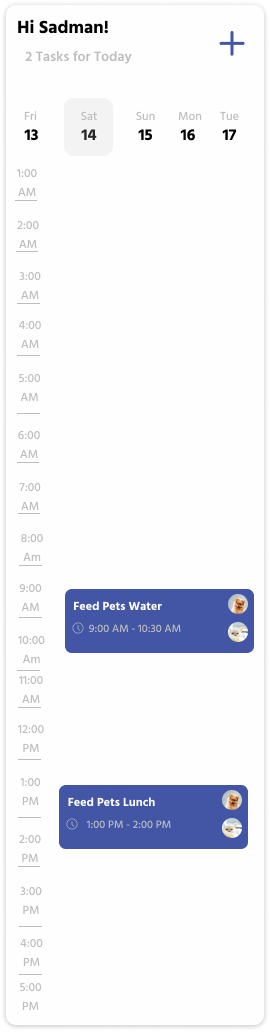 Hi Sadman!
2 Tasks for Today
Fri Sat Sun Mon Tue
13 14 15 16 17
1:00
AM
2:00
AM
3:00
AM
4:00
AM
5:00
AM
6:00
AM
7:00
AM
8:00
Am
9:00
AM
Feed Pets Water
9:00 AM - 10:30 AM
10:00
Am
11:00
AM
12:00
PM
1:00
PM
Feed Pets Lunch
1:00 PM - 2:00 PM
2:00
PM
3:00
PM
4:00
PM
5:00
PM